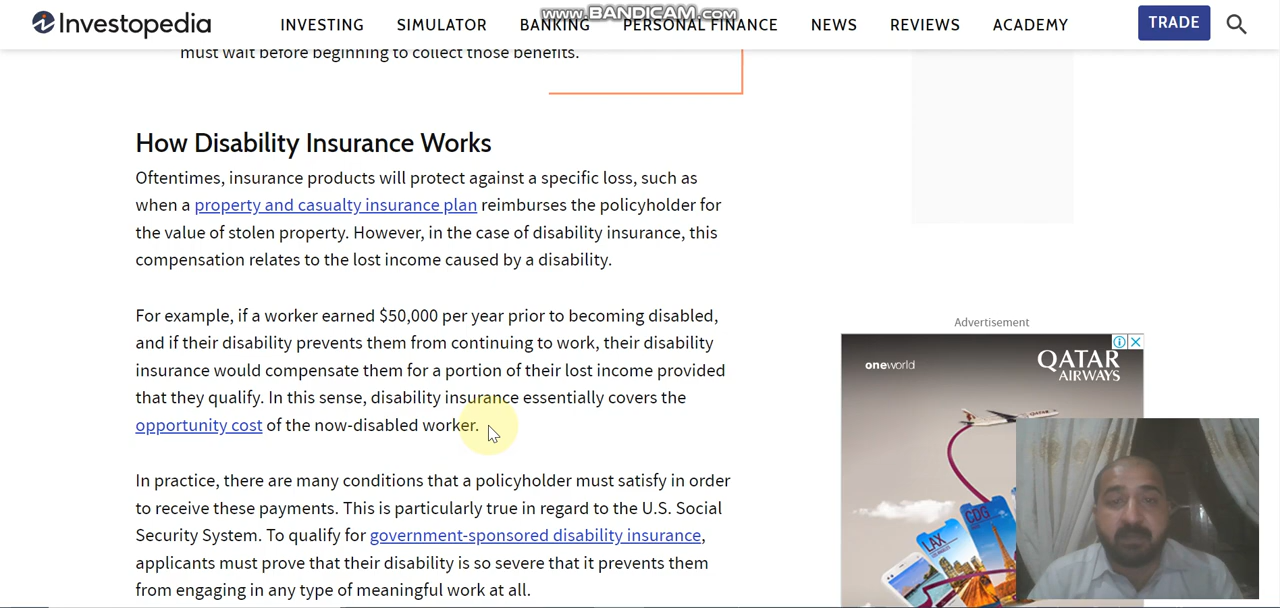 www.BANDICAM.com
Investopedia
INVESTING
SIMULATOR
BANKING
PERSONAL FINANCE
NEWS
REVIEWS
ACADEMY
TRADE
must wait before beginning to collect those benefits.
How Disability Insurance Works
Oftentimes, insurance products will protect against a specific loss, such as
when a property and casualty insurance plan reimburses the policyholder for
the value of stolen property. However, in the case of disability insurance, this
compensation relates to the lost income caused by a disability.
For example, if a worker earned $50,000 per year prior to becoming disabled,
and if their disability prevents them from continuing to work, their disability
insurance would compensate them for a portion of their lost income provided
that they qualify. In this sense, disability insurance essentially covers the
opportunity cost of the now-disabled worker.
In practice, there are many conditions that a policyholder must satisfy in order
to receive these payments. This is particularly true in regard to the U.S. Social
Security System. To qualify for government-sponsored disability insurance,
applicants must prove that their disability is so severe that it prevents them
from engaging in any type of meaningful work at all.
Advertisement
oneworld
QATAR
AIRWAYS
LAX
CDG